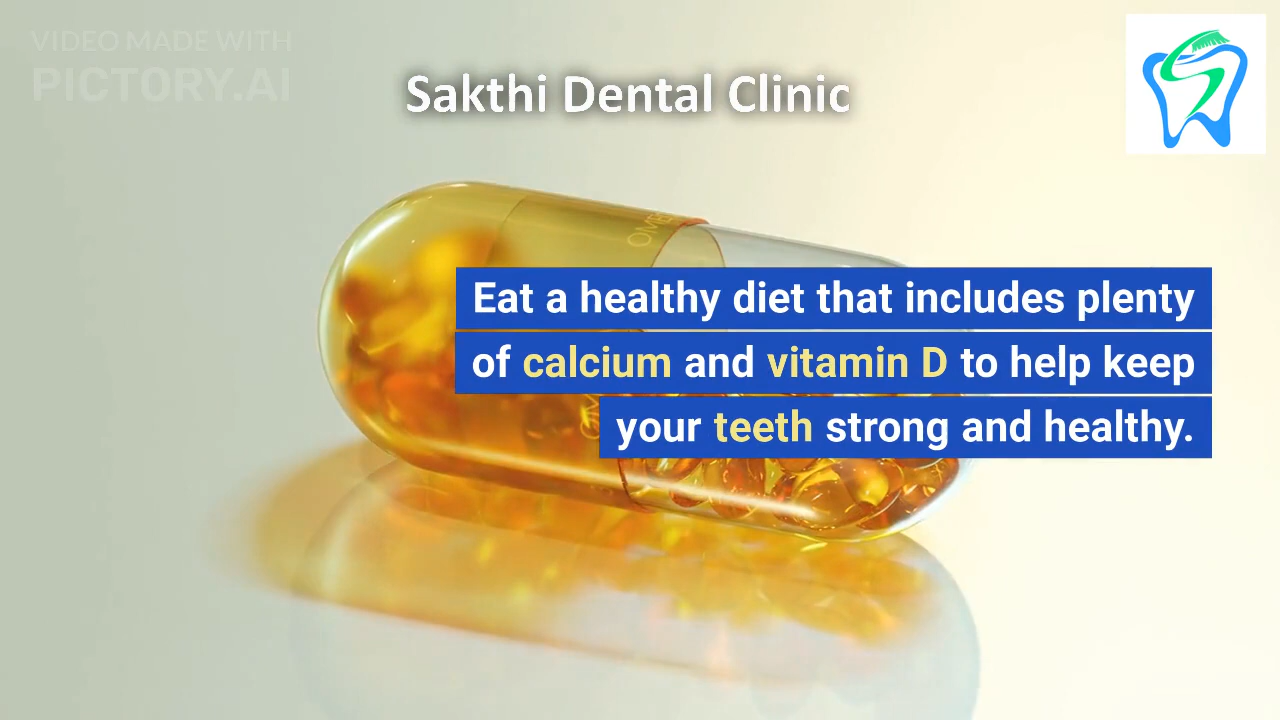 VIDEO MADE WITH
PICTORY.AI
Sakthi Dental Clinic
Eat a healthy diet that includes plenty
of calcium and vitamin D to help keep
your teeth strong and healthy.